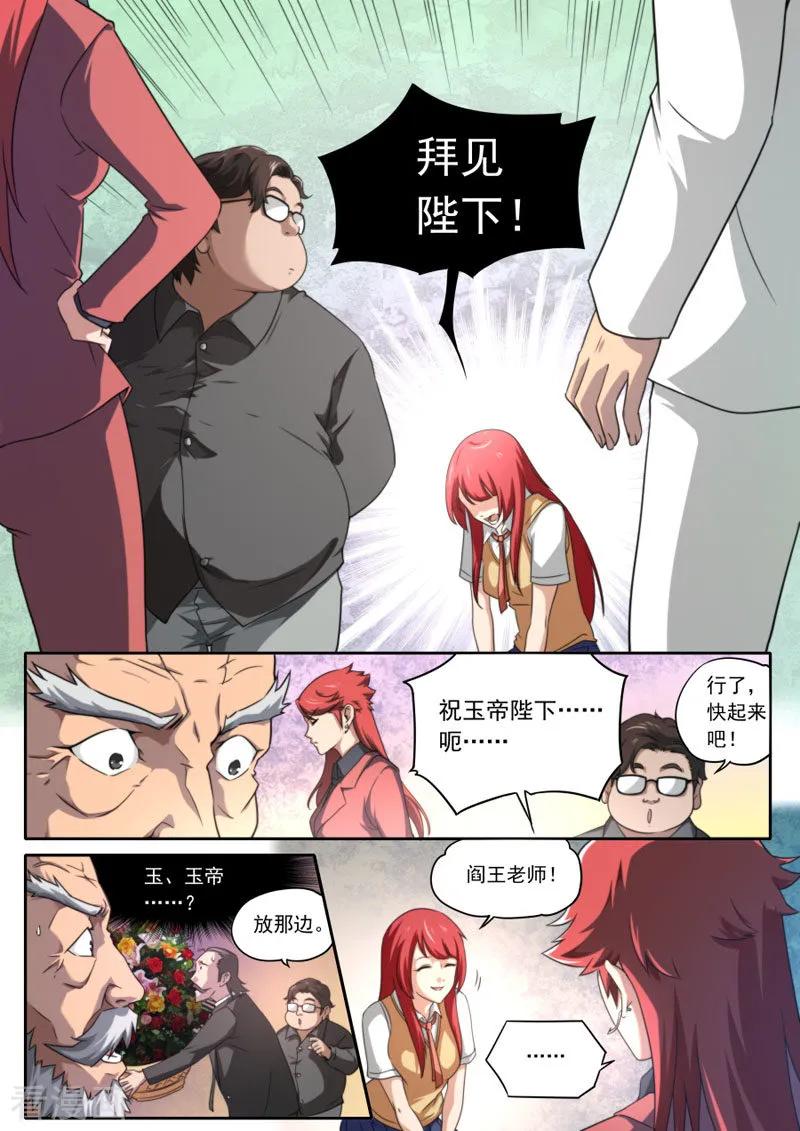 拜见
陛下！
祝玉帝陛下……
呃……
行了，
快起来
吧！
玉、玉帝
……？
放那边。
阎王老师！
……
看漫画